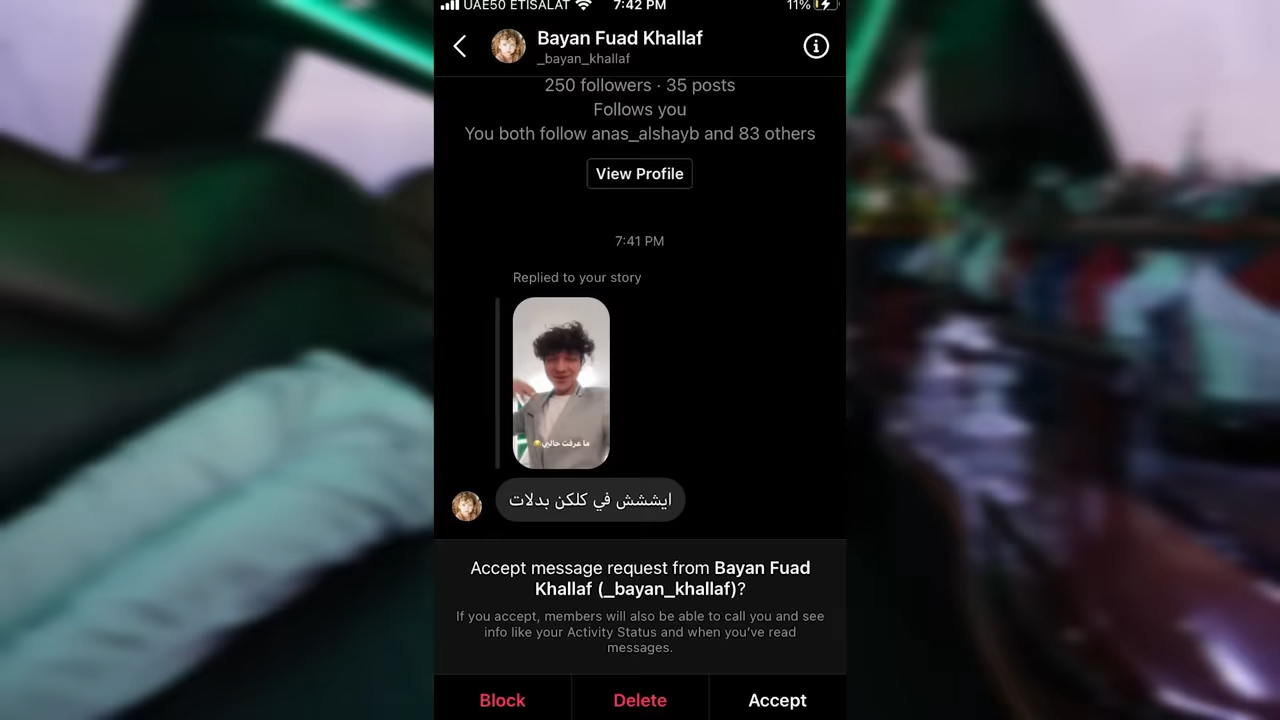 UAE50 ETISALAT 7:42 PM 11%
Bayan Fuad Khallaf
_bayan_khallaf
250 followers · 35 posts
Follows you
You both follow anas_alshayb and 83 others
View Profile
7:41 PM
Replied to your story
ما عرفت حالي😂
ايششش في كلكن بدلات
Accept message request from Bayan Fuad
Khallaf (_bayan_khallaf)?
If you accept, members will also be able to call you and see
info like your Activity Status and when you've read
messages.
Block Delete Accept